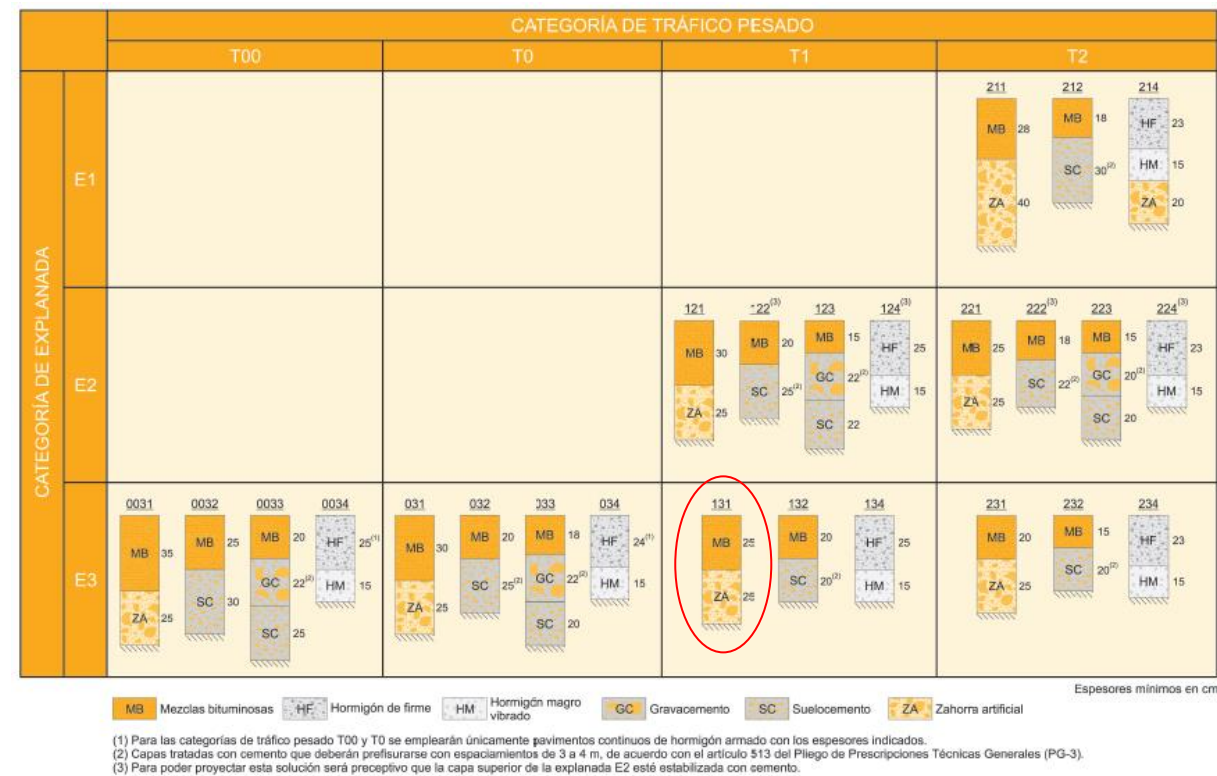 CATEGORÍA DE TRÁFICO PESADO
T00 T0 T1 T2
CATEGORÍA DE EXPLANADA
E1
211 212 214
MB 28 MB 18 HF 23
SC 30(2) HM 15
ZA 40 ZA 20
E2
121 122(3) 123 124(3) 221 222(3) 223 224(3)
MB 30 MB 20 MB 15 HF 25 MB 25 MB 18 MB 15 HF 23
ZA 25 SC 25(2) GC 22(2) HM 15 ZA 25 SC 22(2) GC 20(2) HM 15
SC 22 SC 20
E3
0031 0032 0033 0034 031 032 033 034 131 132 134 231 232 234
MB 35 MB 25 MB 20 HF 25(1) MB 30 MB 20 MB 18 HF 24(1) MB 25 MB 20 HF 25 MB 20 MB 15 HF 23
ZA 25 SC 30 GC 22(2) HM 15 ZA 25 SC 25(2) GC 22(2) HM 15 ZA 25 SC 20(2) HM 15 ZA 25 SC 20(2) HM 15
SC 25 SC 20
Espesores mínimos en cm
MB Mezclas bituminosas HF Hormigón de firme HM Hormigón magro vibrado GC Gravacemento SC Suelocemento ZA Zahorra artificial
(1) Para las categorías de tráfico pesado T00 y T0 se emplearán únicamente pavimentos continuos de hormigón armado con los espesores indicados.
(2) Capas tratadas con cemento que deberán prefisurarse con espaciamientos de 3 a 4 m, de acuerdo con el artículo 513 del Pliego de Prescripciones Técnicas Generales (PG-3).
(3) Para poder proyectar esta solución será preceptivo que la capa superior de la explanada E2 esté estabilizada con cemento.